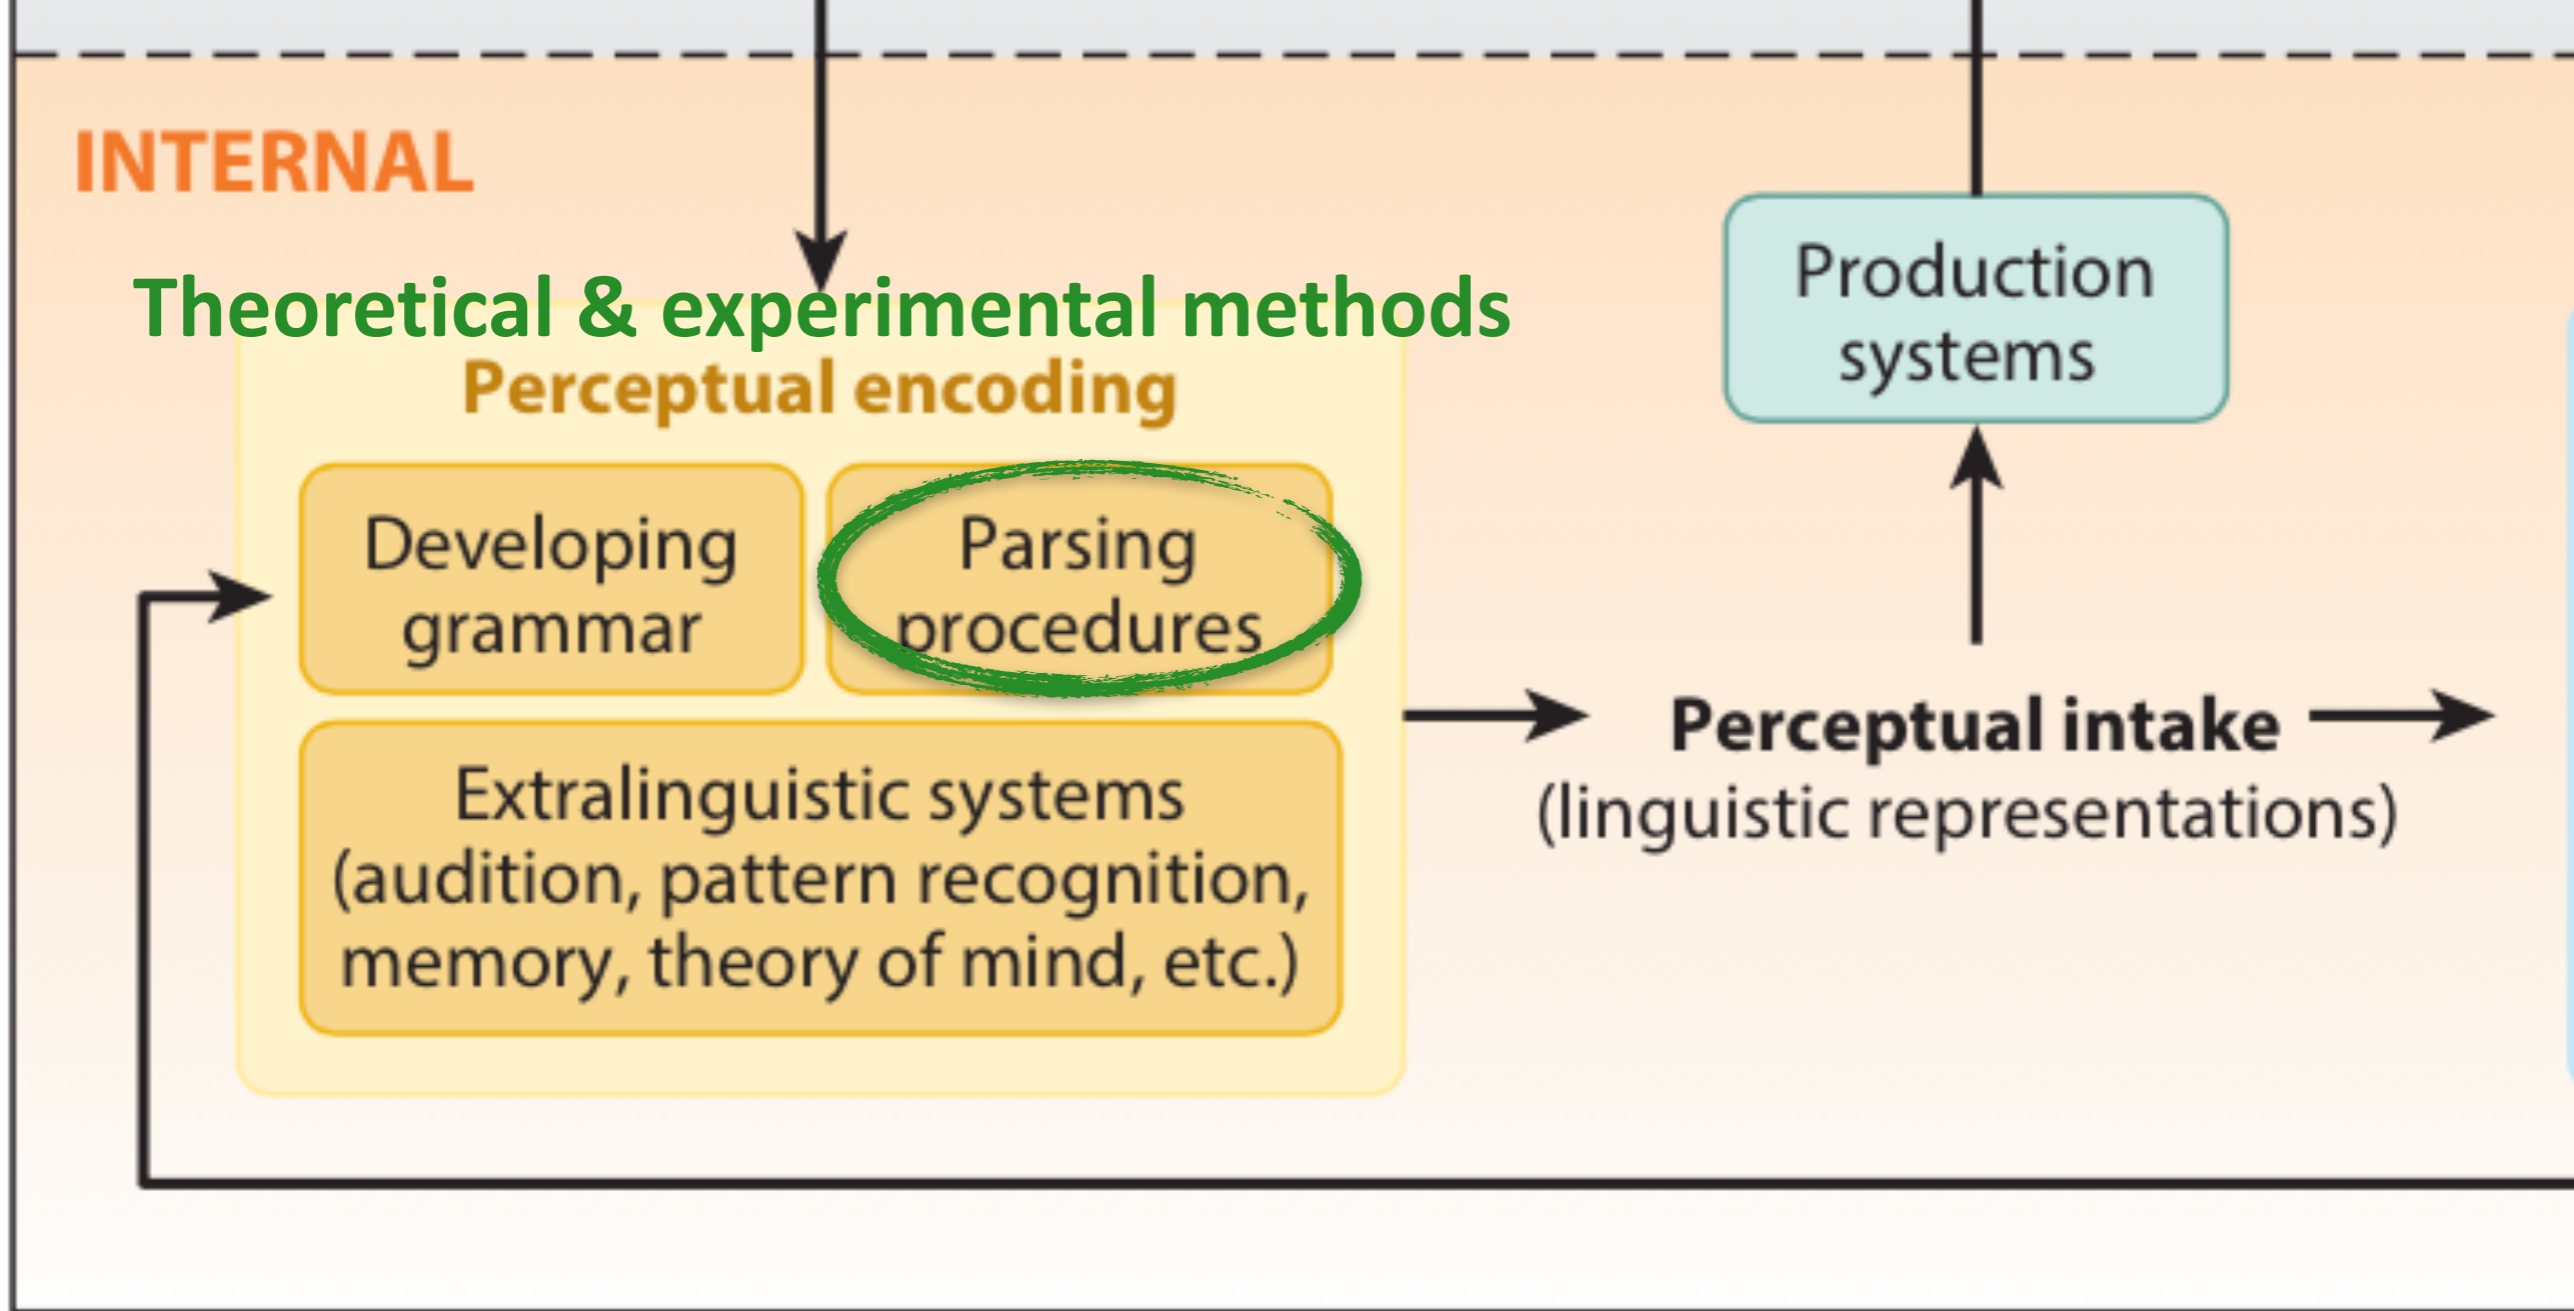 INTERNAL
Theoretical & experimental methods
Perceptual encoding
Developing
grammar
Parsing
procedures
Extralinguistic systems
(audition, pattern recognition,
memory, theory of mind, etc.)
Production
systems
Perceptual intake
(linguistic representations)